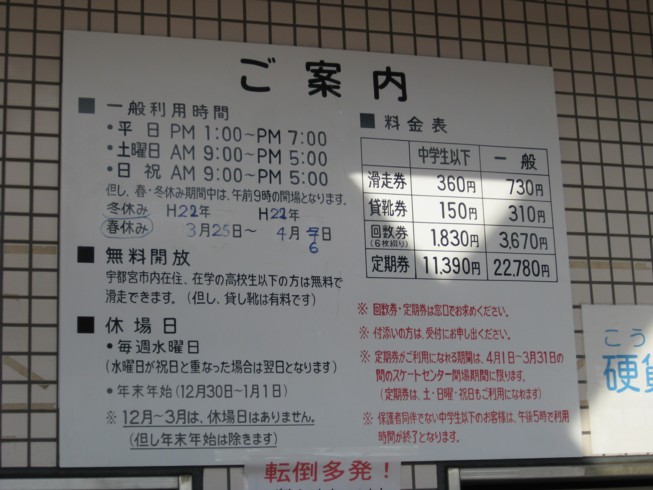 ご案内
■ 一般利用時間
・平 日 PM 1:00～PM 7:00
・土曜日 AM 9:00～PM 5:00
・日 祝 AM 9:00～PM 5:00
但し、春・冬休み期間中は、午前9時の開場となります。
冬休み H22年 H22年
春休み 3月25日～ 4月 日
6
■ 無料開放
宇都宮市内在住、在学の高校生以下の方は無料で
滑走できます。（但し、貸し靴は有料です）
■ 休場日
・毎週水曜日
（水曜日が祝日と重なった場合は翌日となります）
・年末年始（12月30日～1月1日）
※ 12月～3月は、休場日はありません。
（但し年末年始は除きます）
■ 料金表
中学生以下 一般
滑走券 360円 730円
貸靴券 150円 310円
回数券 1,830円 3,670円
（6枚綴り）
定期券 11,390円 22,780円
※ 回数券・定期券は窓口でお求めください。
※ 付添いの方は、受付にお申し出ください。
※ 定期券がご利用になれる期間は、4月1日～3月31日の
間のスケートセンター開場期間に限ります。
（定期券は、土・日曜・祝日もご利用になれます）
※ 保護者同伴でない中学生以下のお客様は、午後5時で利用
時間が終了となります。
転倒多発！
こう
硬貨